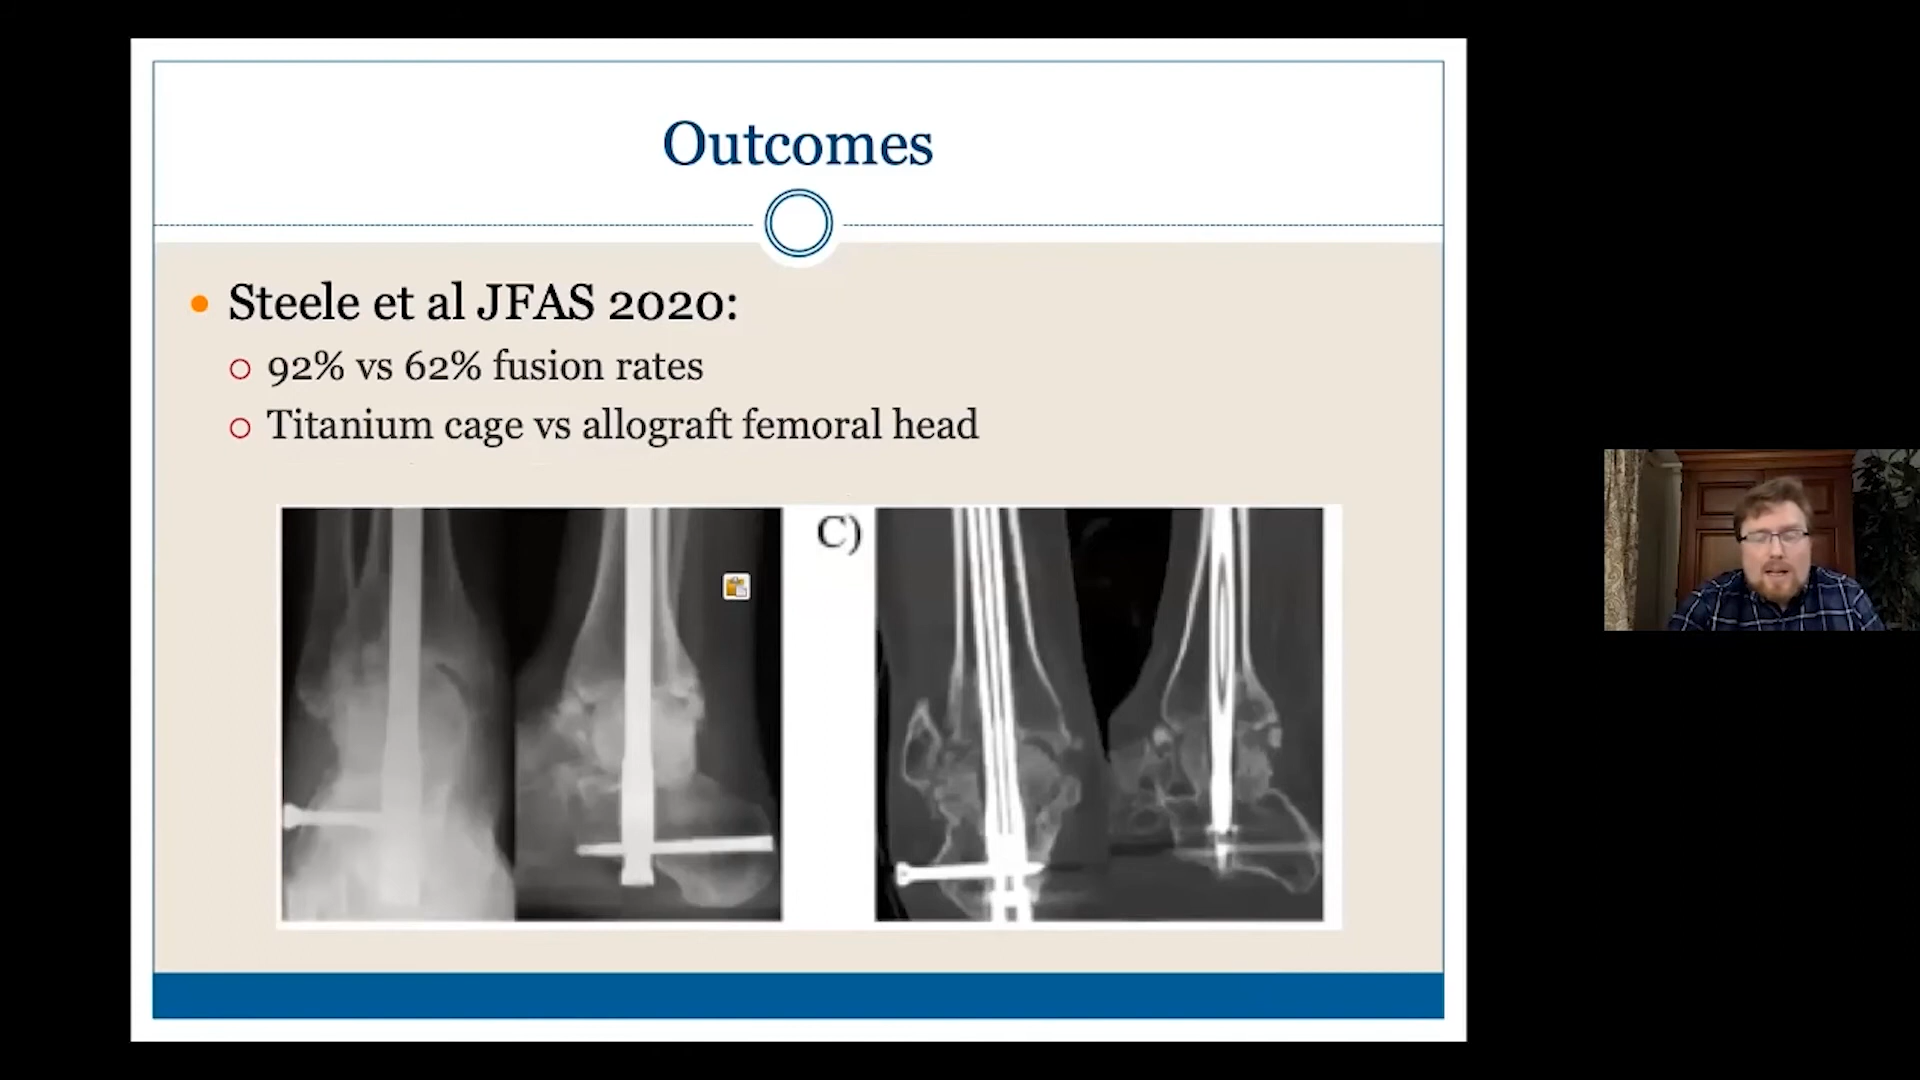 Outcomes
Steele et al JFAS 2020:
92% vs 62% fusion rates
Titanium cage vs allograft femoral head
C)